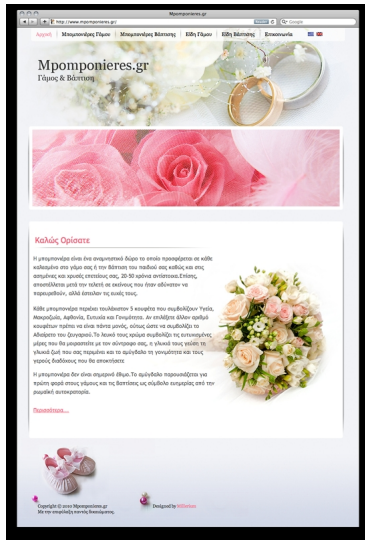 Mpomponieres.gr
http://www.mpomponieres.gr/
Google
Αρχική
Μπομπονιέρες Γάμου
Μπομπονιέρες Βάπτισης
Είδη Γάμου
Είδη Βάπτισης
Επικοινωνία
Mpomponieres.gr
Γάμος & Βάπτιση
Καλώς Ορίσατε
Η μπομπονιέρα είναι ένα αναμνηστικό δώρο το οποίο προσφέρεται σε κάθε
καλεσμένο στο γάμο σας ή την βάπτιση του παιδιού σας καθώς και στις
ασημένιες και χρυσές επετείους σας, 20-50 χρόνια αντίστοιχα.Επίσης,
αποστέλλεται μετά την τελετή σε εκείνους που ήταν αδύνατον να
παρευρεθούν, αλλά έστειλαν τις ευχές τους.
Κάθε μπομπονιέρα περιέχει τουλάχιστον 5 κουφέτα που συμβολίζουν Υγεία,
Μακροζωία, Αφθονία, Ευτυχία και Γονιμότητα. Αν επιλέξετε άλλον αριθμό
κουφέτων πρέπει να είναι πάντα μονός, ούτως ώστε να συμβολίζει το
Αδιαίρετο του ζευγαριού.Το λευκό τους χρώμα συμβολίζει τις ευτυχισμένες
μέρες που θα μοιραστείτε με τον σύντροφο σας, η γλυκιά τους γεύση τη
γλυκιά ζωή που σας περιμένει και το αμύγδαλο τη γονιμότητα και τους
γερούς διαδόχους που θα αποκτήσετε
Η μπομπονιέρα δεν είναι σημερινό έθιμο.Το αμύγδαλο παρουσιάζεται για
πρώτη φορά στους γάμους και τις βαπτίσεις ως σύμβολο ευημερίας από την
ρωμαϊκή αυτοκρατορία.
Περισσότερα...
Copyright © 2010 Mpomponieres.gr
Με την επιφύλαξη παντός δικαιώματος.
Designed by